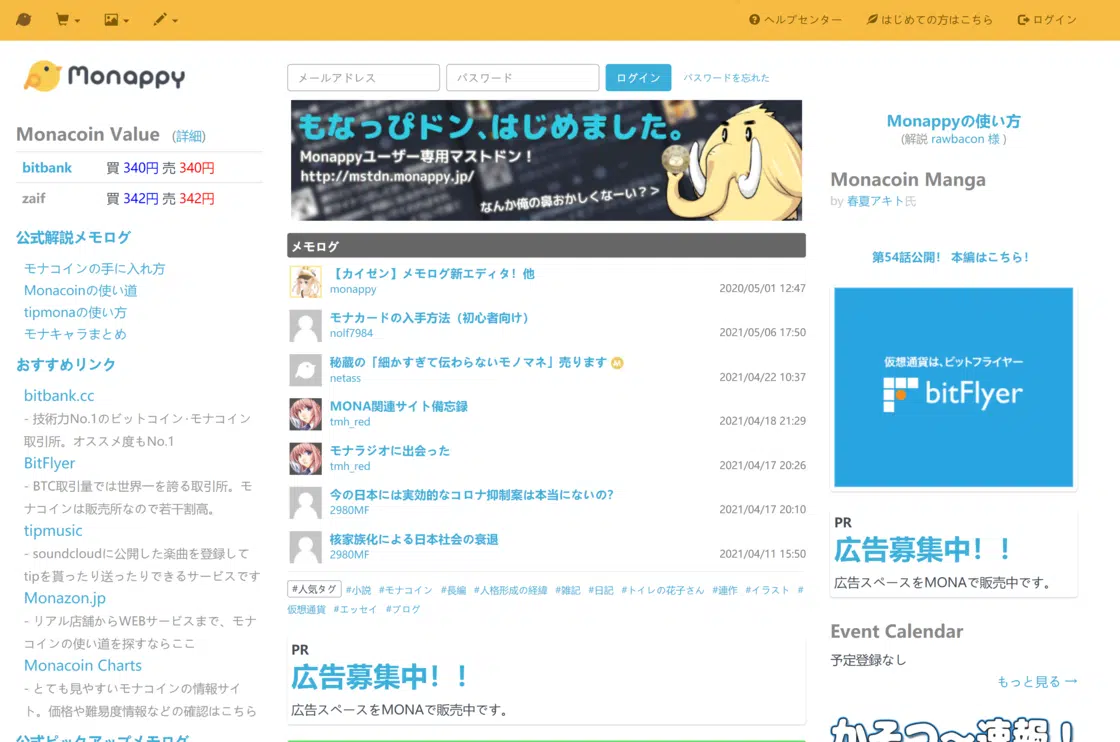 ヘルプセンター はじめての方はこちら ログイン
Monappy
メールアドレス パスワード ログイン パスワードを忘れた
Monacoin Value (詳細)
bitbank 買 340円 売 340円
zaif 買 342円 売 342円
公式解説メモログ
モナコインの手に入れ方
Monacoinの使い道
tipmonaの使い方
モナキャラまとめ
おすすめリンク
bitbank.cc
- 技術力No.1のビットコイン･モナコイン
取引所。オススメ度もNo.1
BitFlyer
- BTC取引量では世界一を誇る取引所。モ
ナコインは販売所なので若干割高。
tipmusic
- soundcloudに公開した楽曲を登録して
tipを貰ったり送ったりできるサービスです
Monazon.jp
- リアル店舗からWEBサービスまで、モナ
コインの使い道を探すならここ
Monacoin Charts
- とても見やすいモナコインの情報サイ
ト。価格や難易度情報などの確認はこちら
公式ピックアップメモログ
もなっぴドン、はじめました。
Monappyユーザー専用マストドン！
http://mstdn.monappy.jp/
なんか俺の鼻おかしくなーい？>
メモログ
【カイゼン】メモログ新エディタ！他
monappy 2020/05/01 12:47
モナカードの入手方法（初心者向け）
nolf7984 2021/05/06 17:50
秘蔵の「細かすぎて伝わらないモノマネ」売ります
netass 2021/04/22 10:37
MONA関連サイト備忘録
tmh_red 2021/04/18 21:29
モナラジオに出会った
tmh_red 2021/04/17 20:26
今の日本には実効的なコロナ抑制案は本当にないの?
2980MF 2021/04/17 20:10
核家族化による日本社会の衰退
2980MF 2021/04/11 15:50
#人気タグ #小説 #モナコイン #長編 #人格形成の経緯 #雑記 #日記 #トイレの花子さん #連作 #イラスト #
仮想通貨 #エッセイ #ブログ
PR
広告募集中！！
広告スペースをMONAで販売中です。
Monappyの使い方
(解説 rawbacon 様 )
Monacoin Manga
by 春夏アキト氏
第54話公開！ 本編はこちら！
仮想通貨は、ビットフライヤー
bitFlyer
PR
広告募集中！！
広告スペースをMONAで販売中です。
Event Calendar
予定登録なし
もっと見る →
かそつ〜速報！